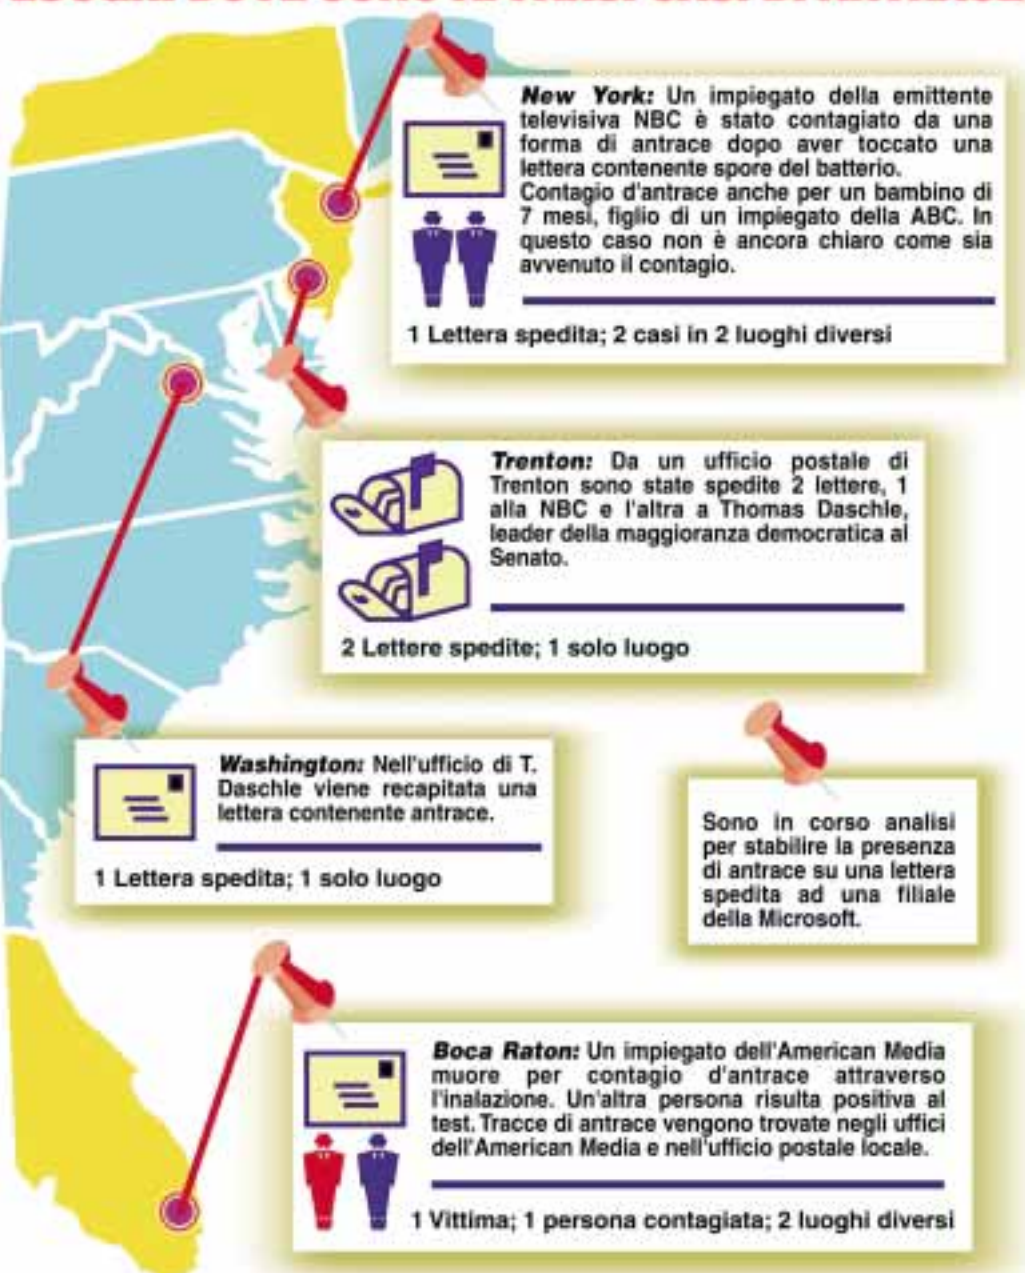 New York: Un impiegato della emittente
televisiva NBC è stato contagiato da una
forma di antrace dopo aver toccato una
lettera contenente spore del batterio.
Contagio d'antrace anche per un bambino di
7 mesi, figlio di un impiegato della ABC. In
questo caso non è ancora chiaro come sia
avvenuto il contagio.
1 Lettera spedita; 2 casi in 2 luoghi diversi
Trenton: Da un ufficio postale di
Trenton sono state spedite 2 lettere, 1
alla NBC e l'altra a Thomas Daschle,
leader della maggioranza democratica al
Senato.
2 Lettere spedite; 1 solo luogo
Washington: Nell'ufficio di T.
Daschle viene recapitata una
lettera contenente antrace.
1 Lettera spedita; 1 solo luogo
Sono in corso analisi
per stabilire la presenza
di antrace su una lettera
spedita ad una filiale
della Microsoft.
Boca Raton: Un impiegato dell'American Media
muore per contagio d'antrace attraverso
l'inalazione. Un'altra persona risulta positiva al
test. Tracce di antrace vengono trovate negli uffici
dell'American Media e nell'ufficio postale locale.
1 Vittima; 1 persona contagiata; 2 luoghi diversi